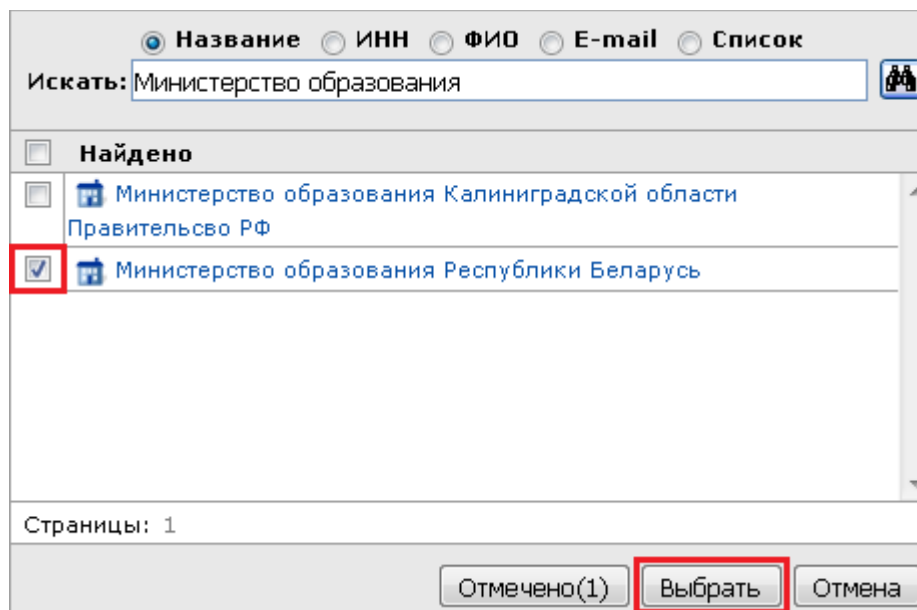 Название ИНН ФИО E-mail Список
Искать: Министерство образования
Найдено
Министерство образования Калиниградской области
Правительсво РФ
Министерство образования Республики Беларусь
Страницы: 1
Отмечено(1) Выбрать Отмена